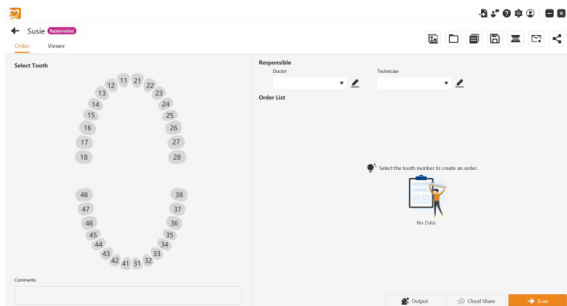 Susie Restoration
Order Viewer
Select Tooth
11 21
12 22
13 23
14 24
15 25
16 26
17 27
18 28
48 38
47 37
46 36
45 35
44 34
43 33
42 41 31 32
Comments
Responsible
Doctor Technician
Order List
Select the tooth number to create an order.
No Data
Output Cloud Share Scan